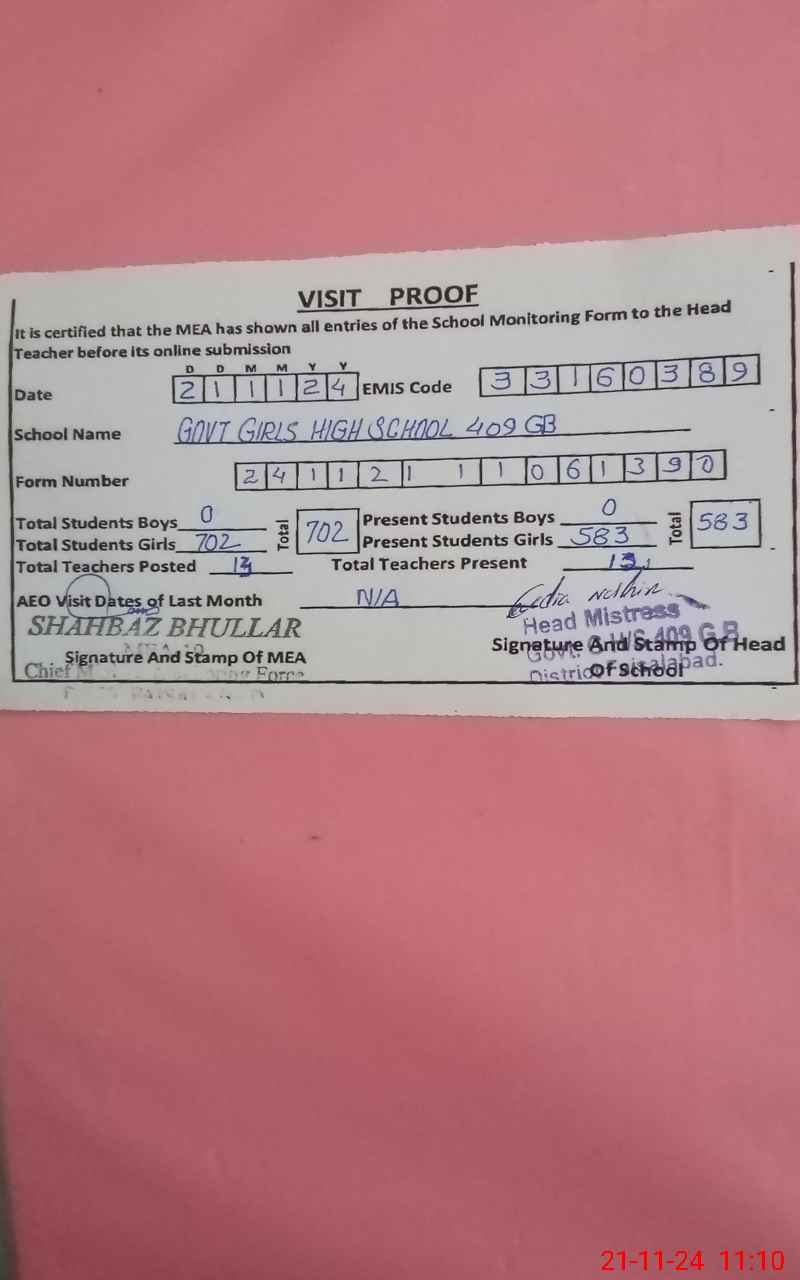 VISIT PROOF
It is certified that the MEA has shown all entries of the School Monitoring Form to the Head
Teacher before its online submission
D D M M Y Y
Date 2 1 1 1 2 4 EMIS Code 3 3 1 6 0 3 8 9
School Name GOVT GIRLS HIGH SCHOOL 409 GB
Form Number 2 4 1 1 2 1 1 1 0 6 1 3 9 0
Total Students Boys 0 Total 702 Present Students Boys 0 Total 583
Total Students Girls 702 Present Students Girls 583
Total Teachers Posted 13 Total Teachers Present 13
AEO Visit Dates of Last Month N/A
SHAHBAZ BHULLAR
Head Mistress
Signature And Stamp Of MEA
Signature And Stamp Of Head
Of School
Govt. 409 G.B
District Faisalabad.
Chief Force
21-11-24 11:10